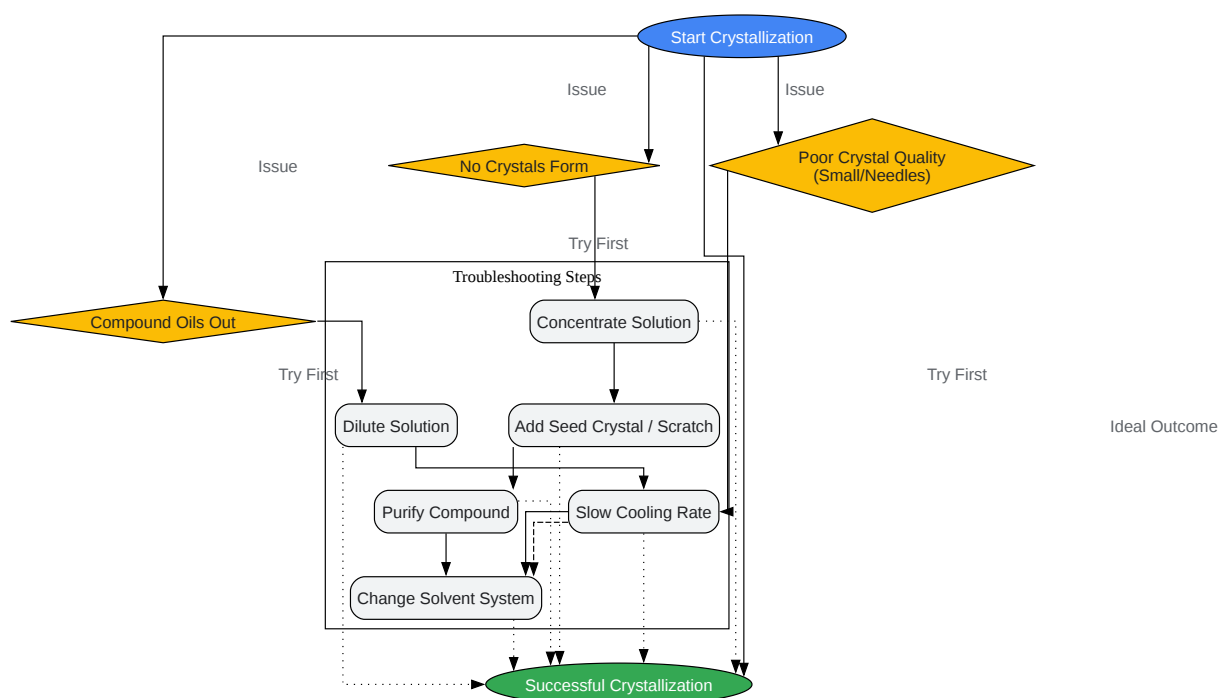 Start Crystallization
Issue
Issue
Issue
No Crystals Form
Poor Crystal Quality
(Small/Needles)
Try First
Troubleshooting Steps
Compound Oils Out
Concentrate Solution
Try First
Try First
Dilute Solution
Add Seed Crystal / Scratch
Ideal Outcome
Purify Compound
Slow Cooling Rate
Change Solvent System
Successful Crystallization